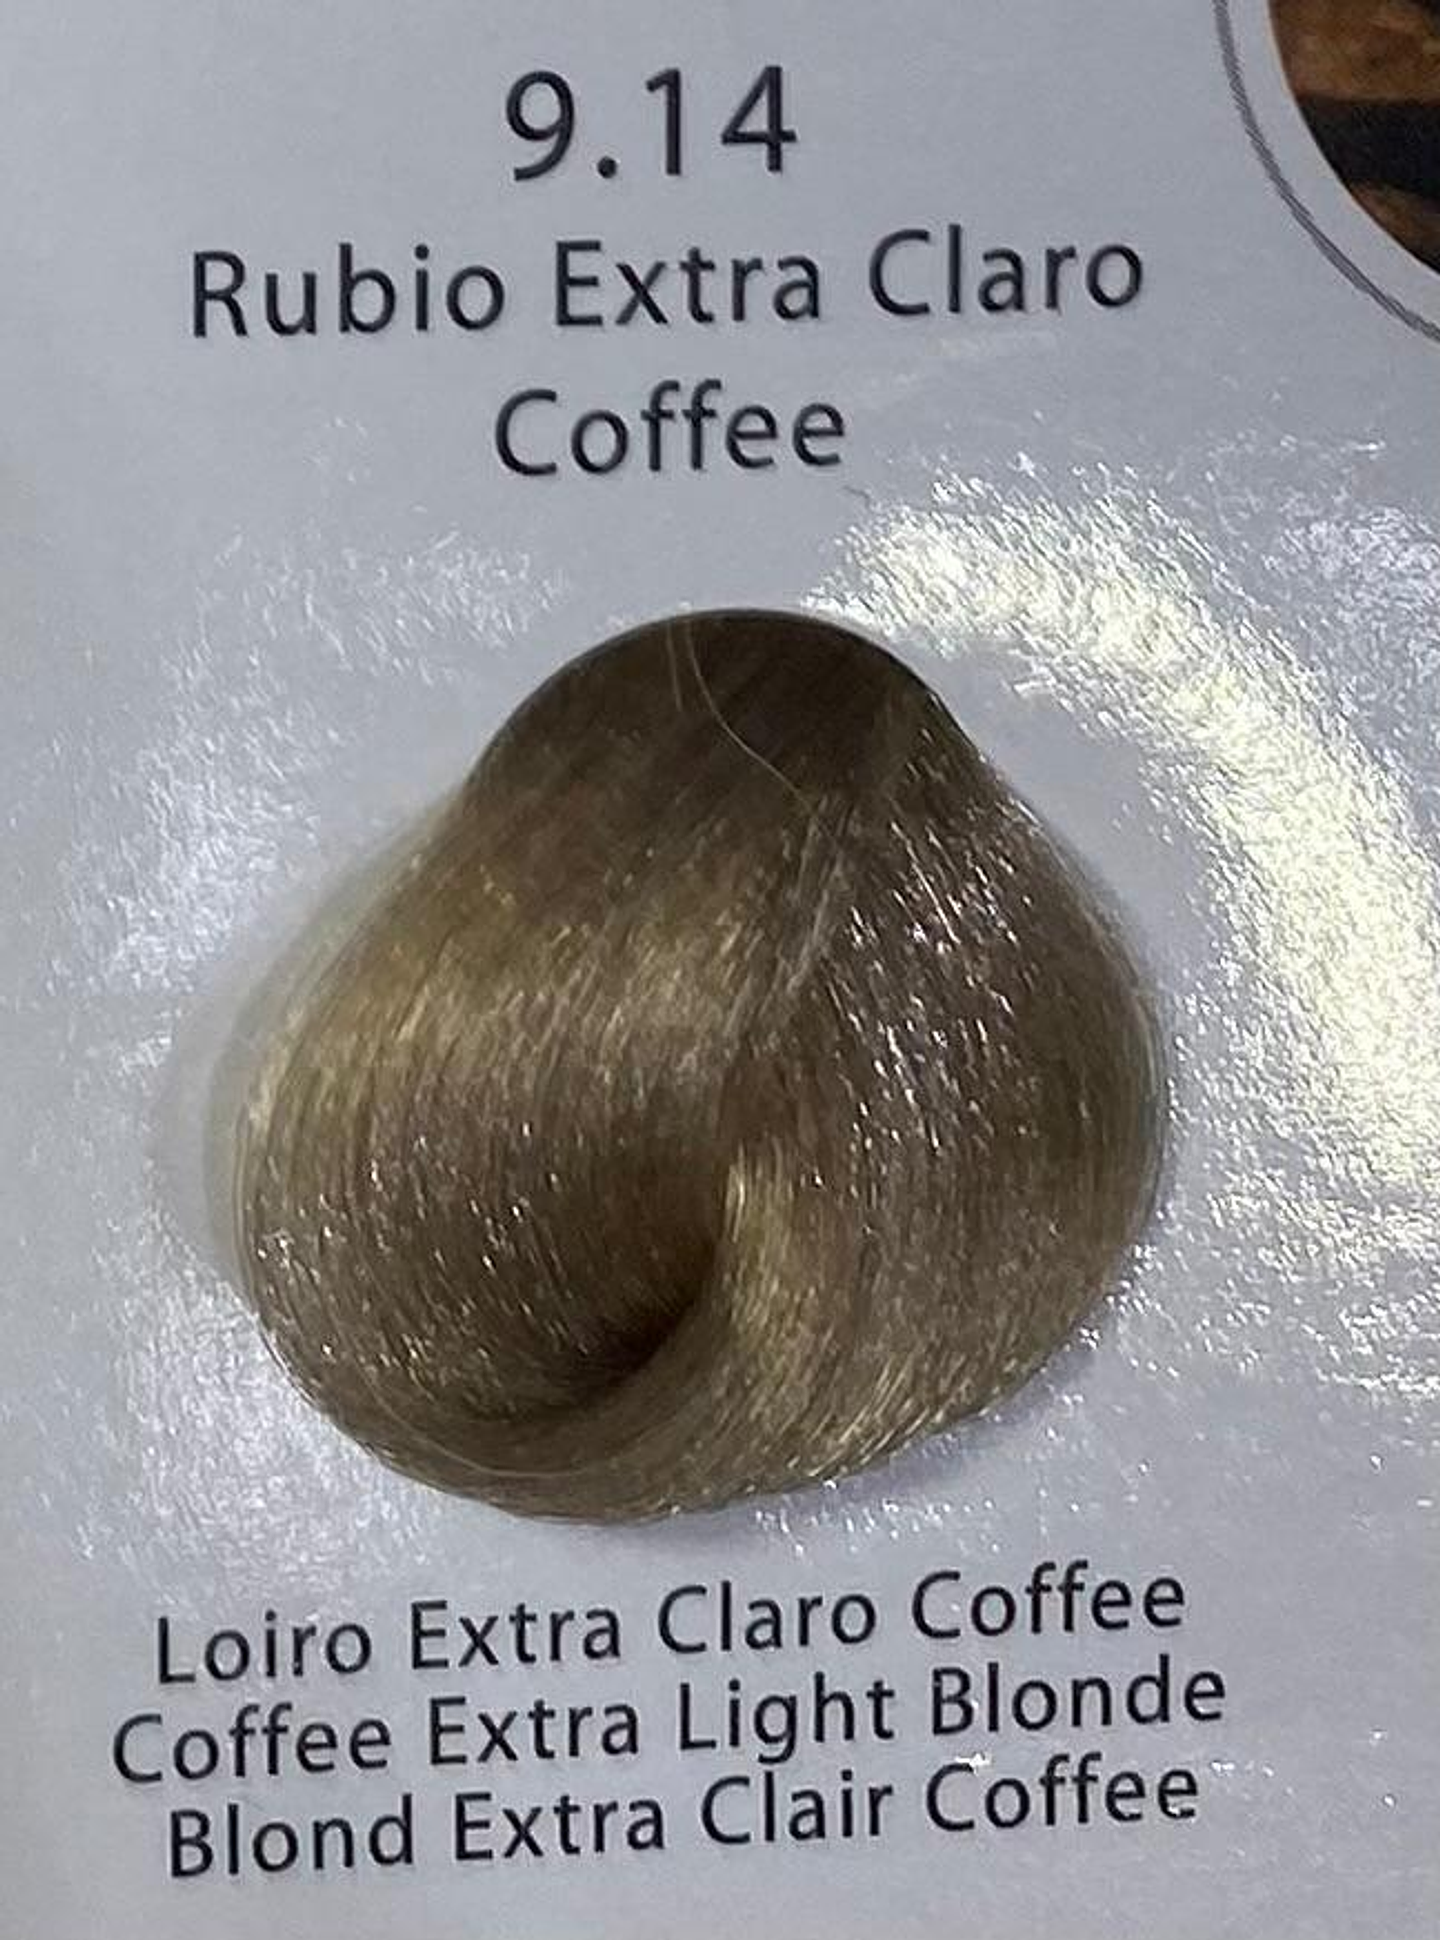 9.14
Rubio Extra Claro
Coffee
Loiro Extra Claro Coffee
Coffee Extra Light Blonde
Blond Extra Clair Coffee